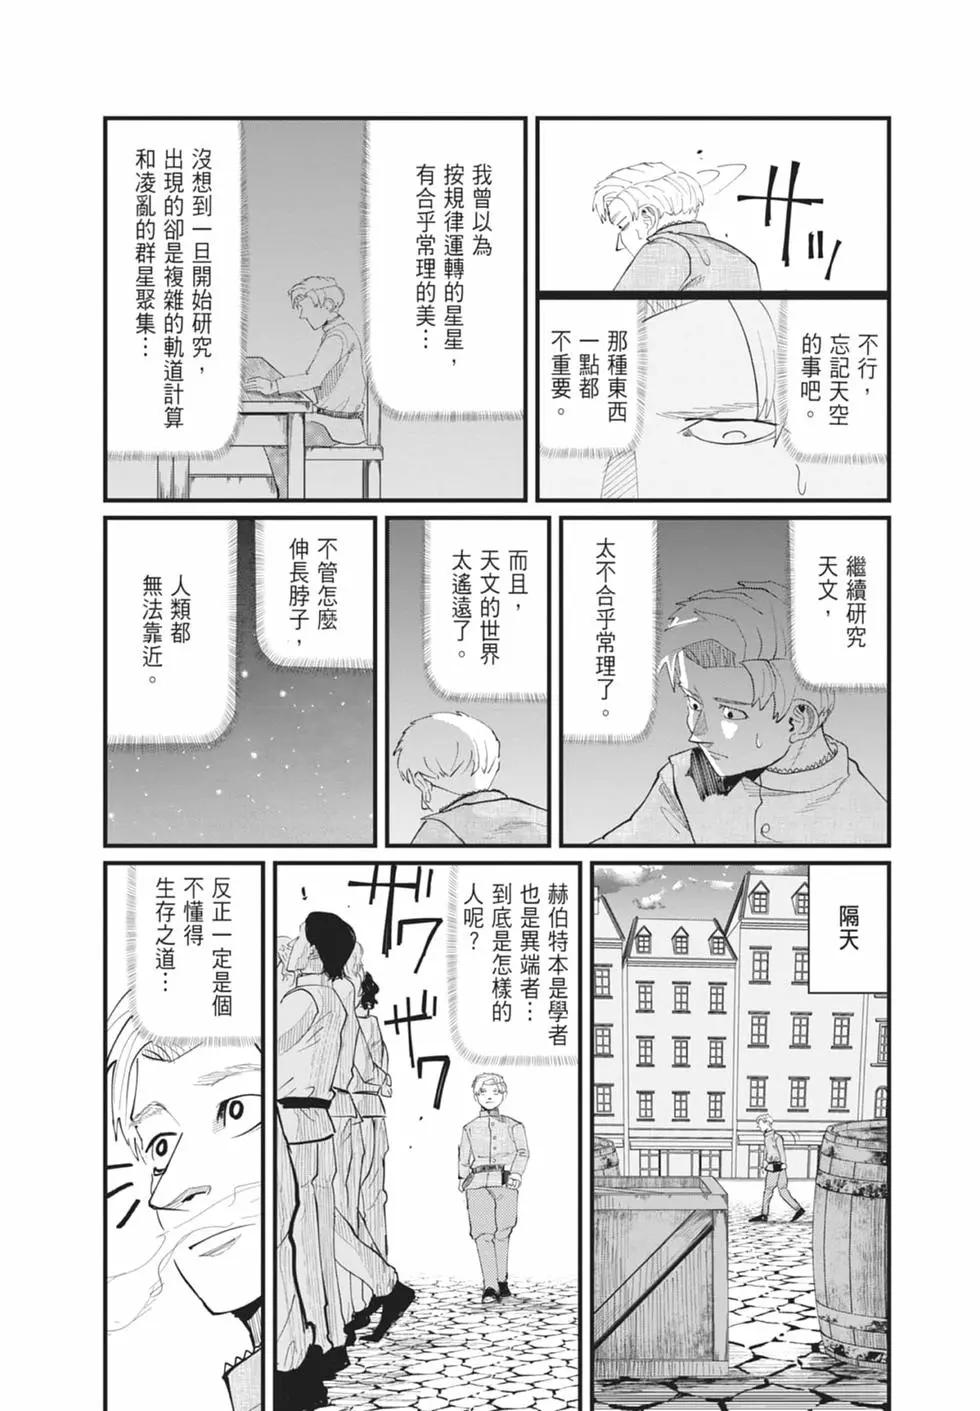 ザッ
不行，
忘記天空
的事吧。
那種東西
一點都
不重要。
我曾以為
按規律運轉的星星，
有合乎常理的美…
沒想到一旦開始研究，
出現的卻是複雜的軌道計算
和凌亂的群星聚集…
繼續研究
天文，
太不合乎常理了。
而且，
天文的世界
太遙遠了。
不管怎麼
伸長脖子，
人類都
無法靠近。
隔天
赫伯特本是學者
也是異端者…
到底是怎樣的
人呢？
ザワ
ザワ
反正一定是個
不懂得
生存之道…